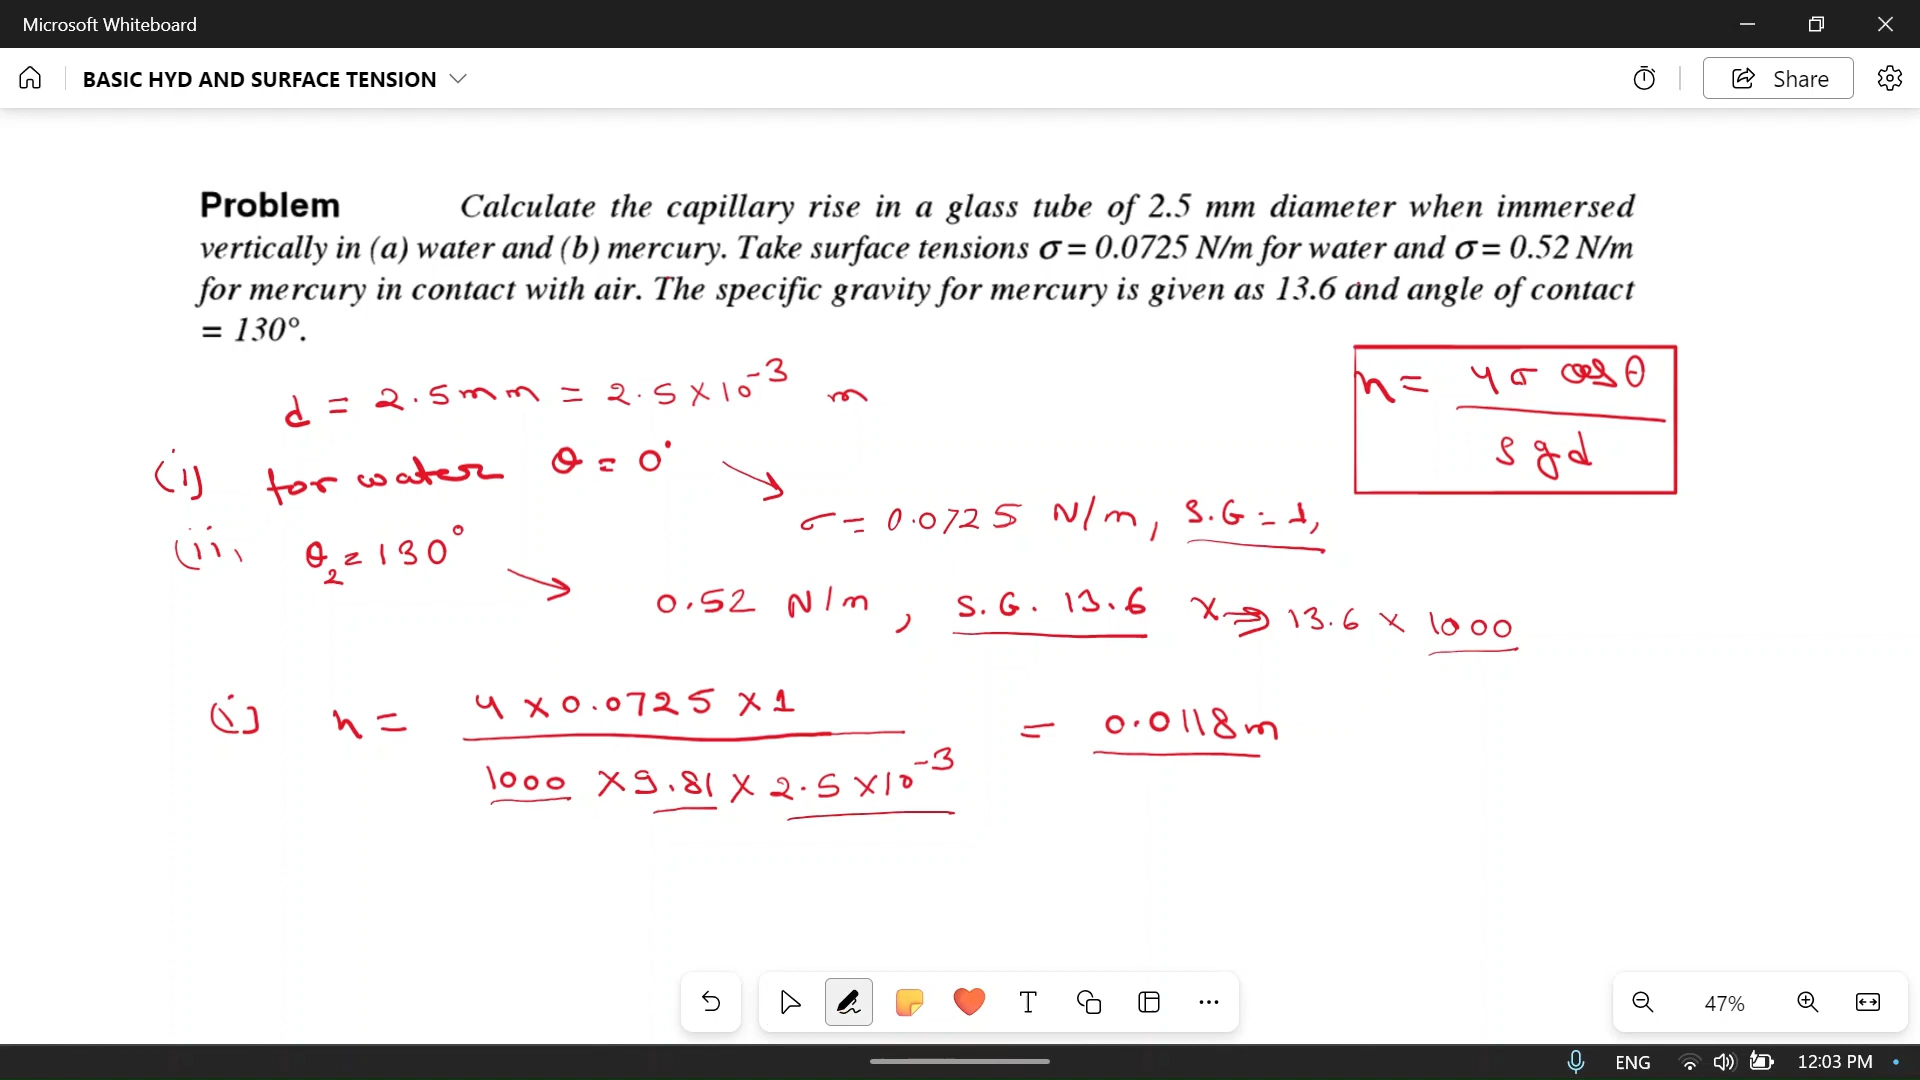 Microsoft Whiteboard
BASIC HYD AND SURFACE TENSION
Share
Problem Calculate the capillary rise in a glass tube of 2.5 mm diameter when immersed
vertically in (a) water and (b) mercury. Take surface tensions σ = 0.0725 N/m for water and σ = 0.52 N/m
for mercury in contact with air. The specific gravity for mercury is given as 13.6 and angle of contact
= 130°.
h = 4σ cosθ / ρgd
d = 2.5mm = 2.5 × 10⁻³ m
(i) for water θ = 0°
σ = 0.0725 N/m, S.G = 1,
(ii) θ₂ = 130°
0.52 N/m, S.G. 13.6 × → 13.6 × 1000
(i) h = 4 × 0.0725 × 1 / 1000 × 9.81 × 2.5 × 10⁻³ = 0.0118m
T
47%
ENG
12:03 PM